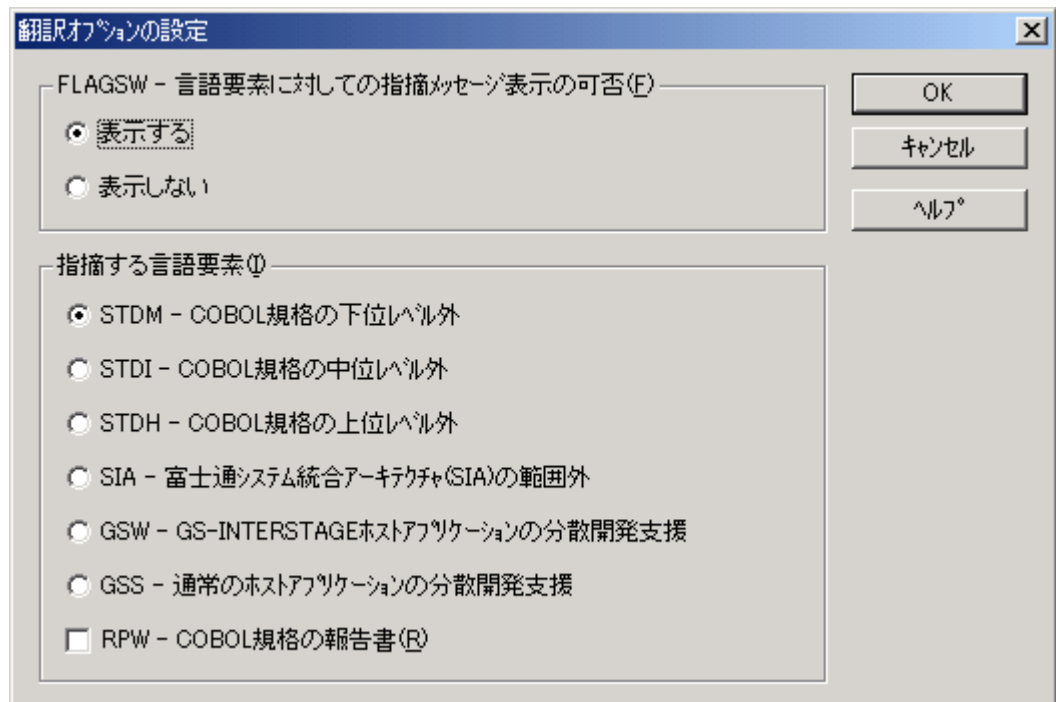 翻訳ｵﾌﾟｼｮﾝの設定
FLAGSW - 言語要素に対しての指摘ﾒｯｾｰｼﾞ表示の可否(F)
表示する
表示しない
OK
ｷｬﾝｾﾙ
ﾍﾙﾌﾟ
指摘する言語要素(I)
STDM - COBOL規格の下位ﾚﾍﾞﾙ外
STDI - COBOL規格の中位ﾚﾍﾞﾙ外
STDH - COBOL規格の上位ﾚﾍﾞﾙ外
SIA - 富士通ｼｽﾃﾑ統合ｱｰｷﾃｸﾁｬ(SIA)の範囲外
GSW - GS-INTERSTAGEﾎｽﾄｱﾌﾟﾘｹｰｼｮﾝの分散開発支援
GSS - 通常のﾎｽﾄｱﾌﾟﾘｹｰｼｮﾝの分散開発支援
RPW - COBOL規格の報告書(R)